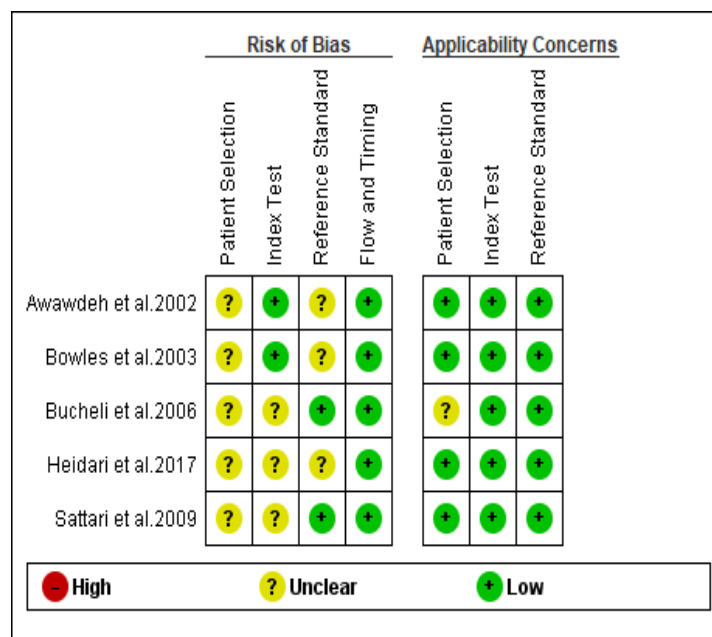 Risk of Bias Applicability Concerns
Patient Selection
Index Test
Reference Standard
Flow and Timing
Patient Selection
Index Test
Reference Standard
Awawdeh et al.2002 ? + ? + + + +
Bowles et al.2003 ? + ? + + + +
Bucheli et al.2006 ? ? + + ? + +
Heidari et al.2017 ? ? ? + + + +
Sattari et al.2009 ? ? + + + + +
- High ? Unclear + Low